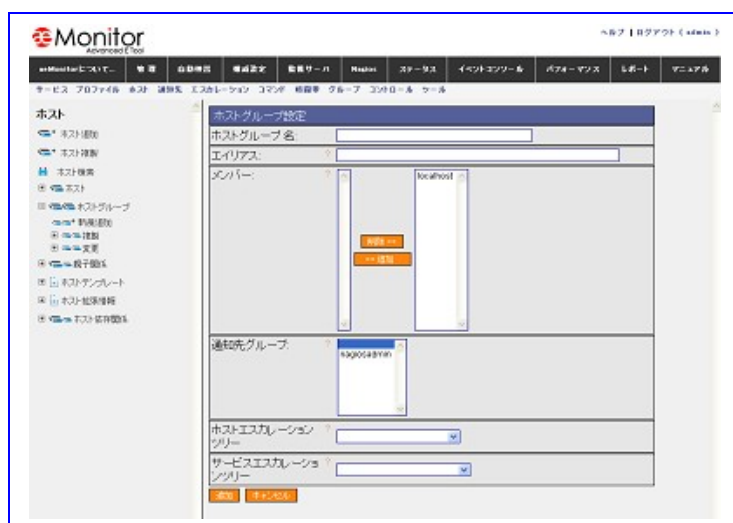 æMonitor
Advanced E Tool
ヘルプ | ログアウト ( admin )
æeMonitorについて... 管理 自動検出 構成設定 監視サーバ Nagios ステータス イベントコンソール パフォーマンス レポート マニュアル
サービス プロファイル ホスト 連絡先 エスカレーション コマンド 時間帯 グループ コントロール ツール
ホスト
ホスト追加
ホスト複製
ホスト検索
ホスト
ホストグループ
新規追加
複製
変更
親子関係
ホストテンプレート
ホスト拡張情報
ホスト依存関係
ホストグループ設定
ホストグループ名:
エイリアス: ?
メンバー: ?
localhost
削除 >>
<< 追加
通知先グループ: ?
nagiosadmin
ホストエスカレーションツリー ?
サービスエスカレーションツリー ?
追加 キャンセル